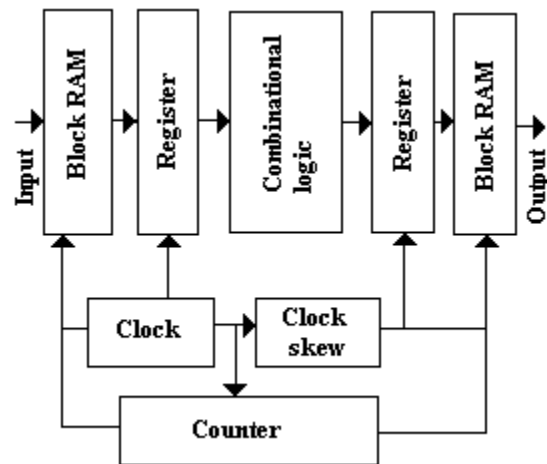 Input
Block RAM
Register
Combinational
logic
Register
Block RAM
Output
Clock
Clock
skew
Counter